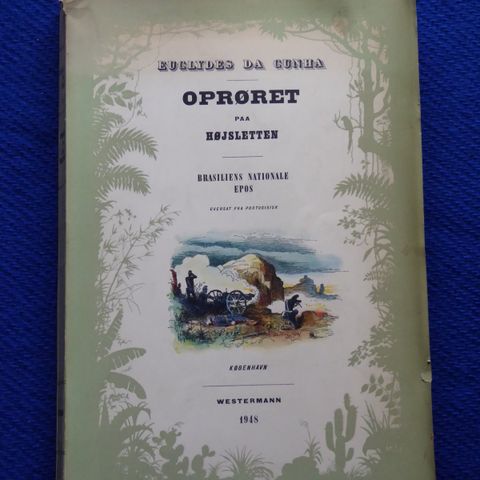 EUCLYDES DA CUNHA
OPRØRET
PAA
HØJSLETTEN
BRASILIENS NATIONALE
EPOS
OVERSAT FRA PORTUGISISK
KØBENHAVN
WESTERMANN
1948